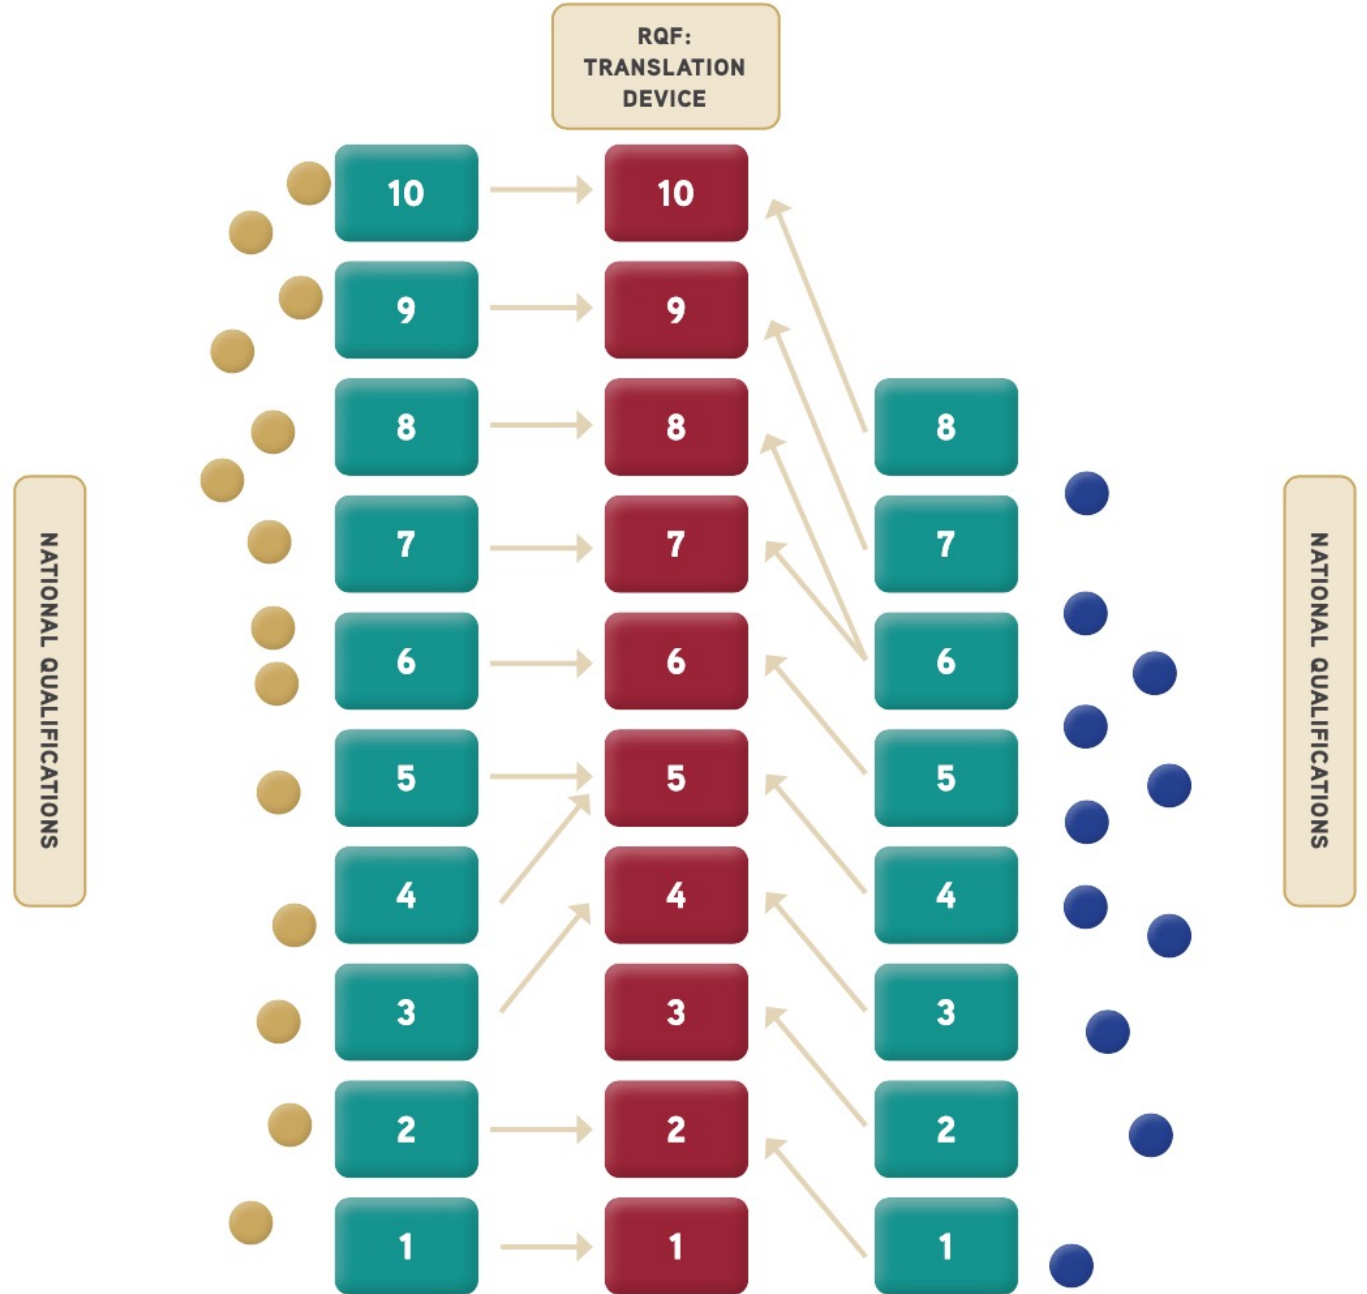 RQF:
TRANSLATION
DEVICE
10 10
9 9
8 8 8
7 7 7
6 6 6
5 5 5
4 4 4
3 3 3
2 2 2
1 1 1
NATIONAL QUALIFICATIONS
NATIONAL QUALIFICATIONS